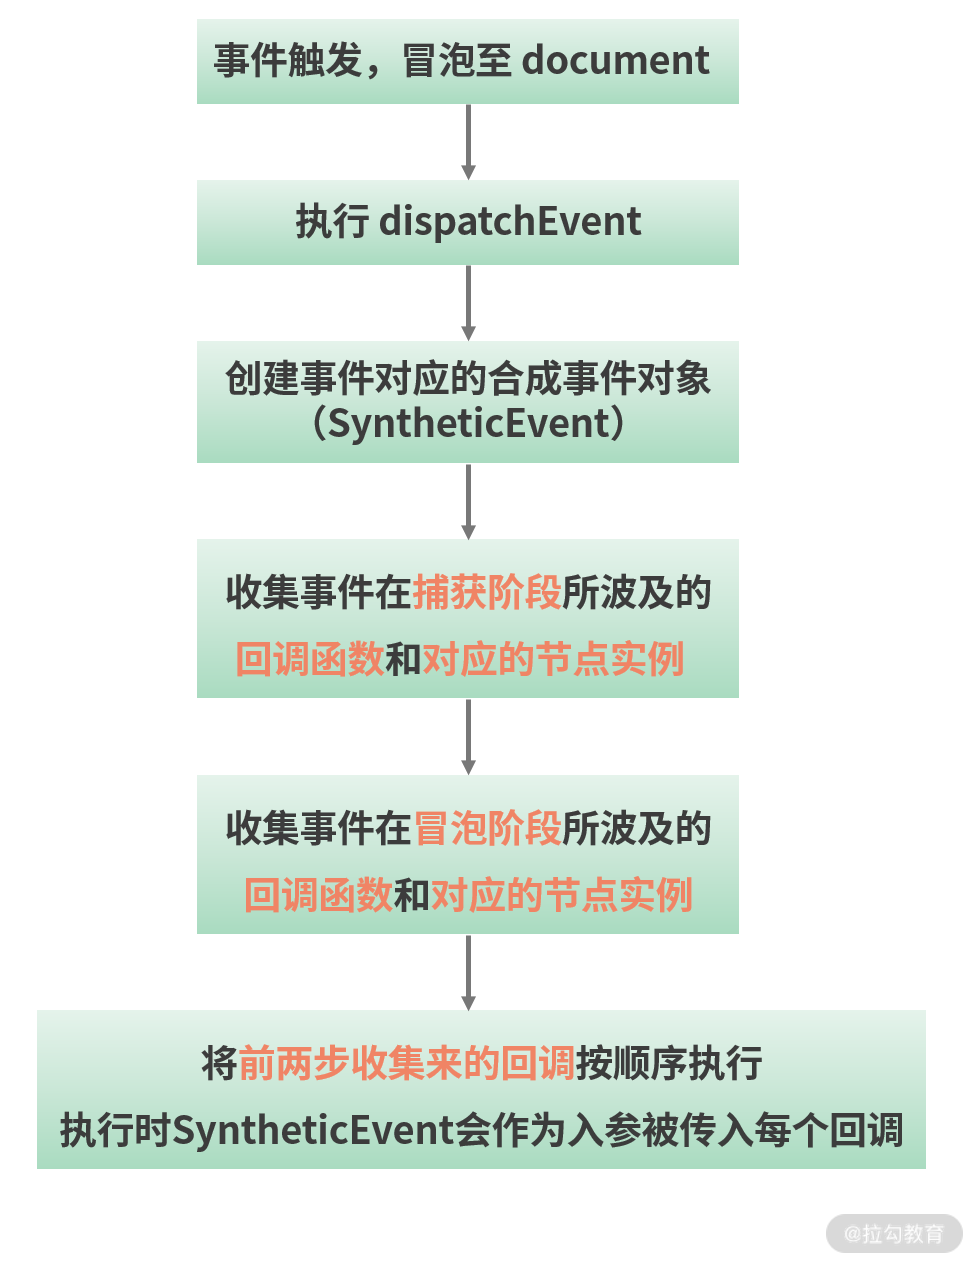 事件触发，冒泡至 document
执行 dispatchEvent
创建事件对应的合成事件对象
（SyntheticEvent）
收集事件在捕获阶段所波及的
回调函数和对应的节点实例
收集事件在冒泡阶段所波及的
回调函数和对应的节点实例
将前两步收集来的回调按顺序执行
执行时SyntheticEvent会作为入参被传入每个回调
@拉勾教育